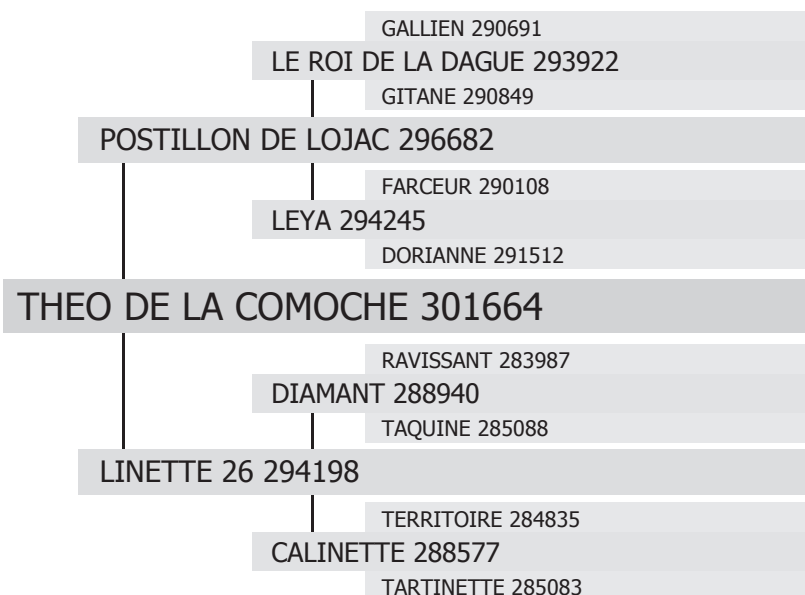 GALLIEN 290691
LE ROI DE LA DAGUE 293922
GITANE 290849
POSTILLON DE LOJAC 296682
FARCEUR 290108
LEYA 294245
DORIANNE 291512
THEO DE LA COMOCHE 301664
RAVISSANT 283987
DIAMANT 288940
TAQUINE 285088
LINETTE 26 294198
TERRITOIRE 284835
CALINETTE 288577
TARTINETTE 285083